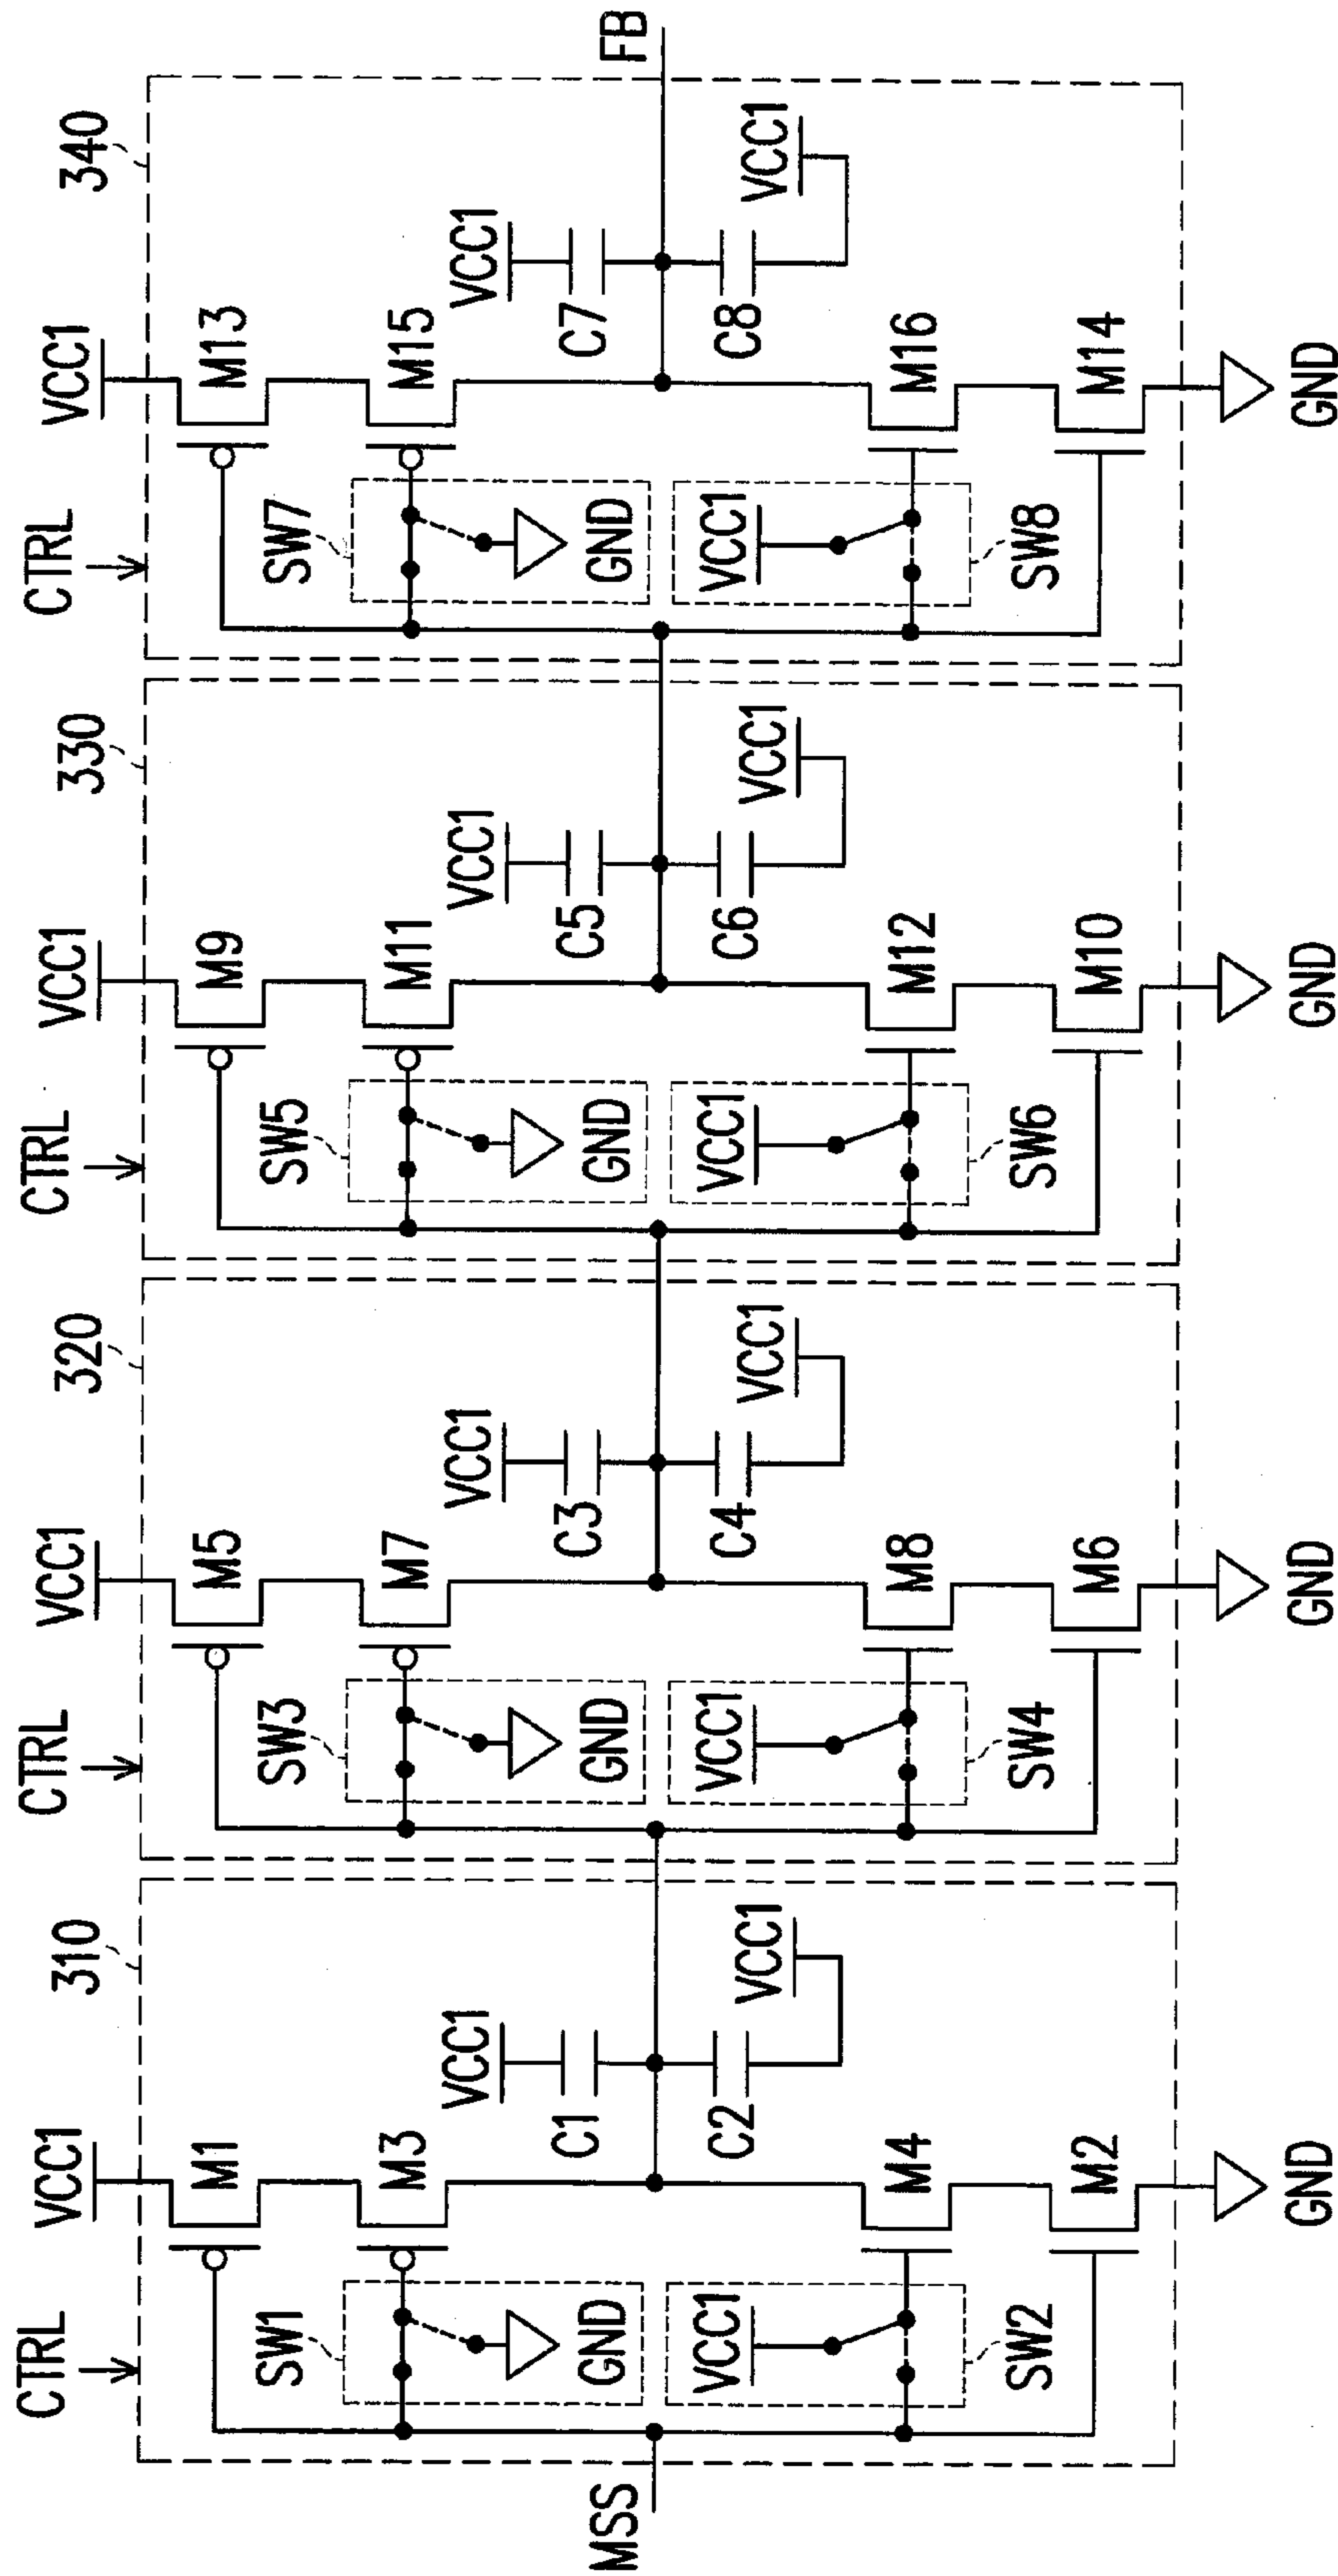 CTRL
310
VCC1
M1
M3
SW1
GND
VCC1
C1
C2
VCC1
VCC1
SW2
M4
M2
GND
MSS
CTRL
320
VCC1
M5
M7
SW3
GND
VCC1
C3
C4
VCC1
VCC1
SW4
M8
M6
GND
CTRL
330
VCC1
M9
M11
SW5
GND
VCC1
C5
C6
VCC1
VCC1
SW6
M12
M10
GND
CTRL
340
VCC1
M13
M15
SW7
GND
VCC1
C7
C8
VCC1
VCC1
SW8
M16
M14
GND
FB